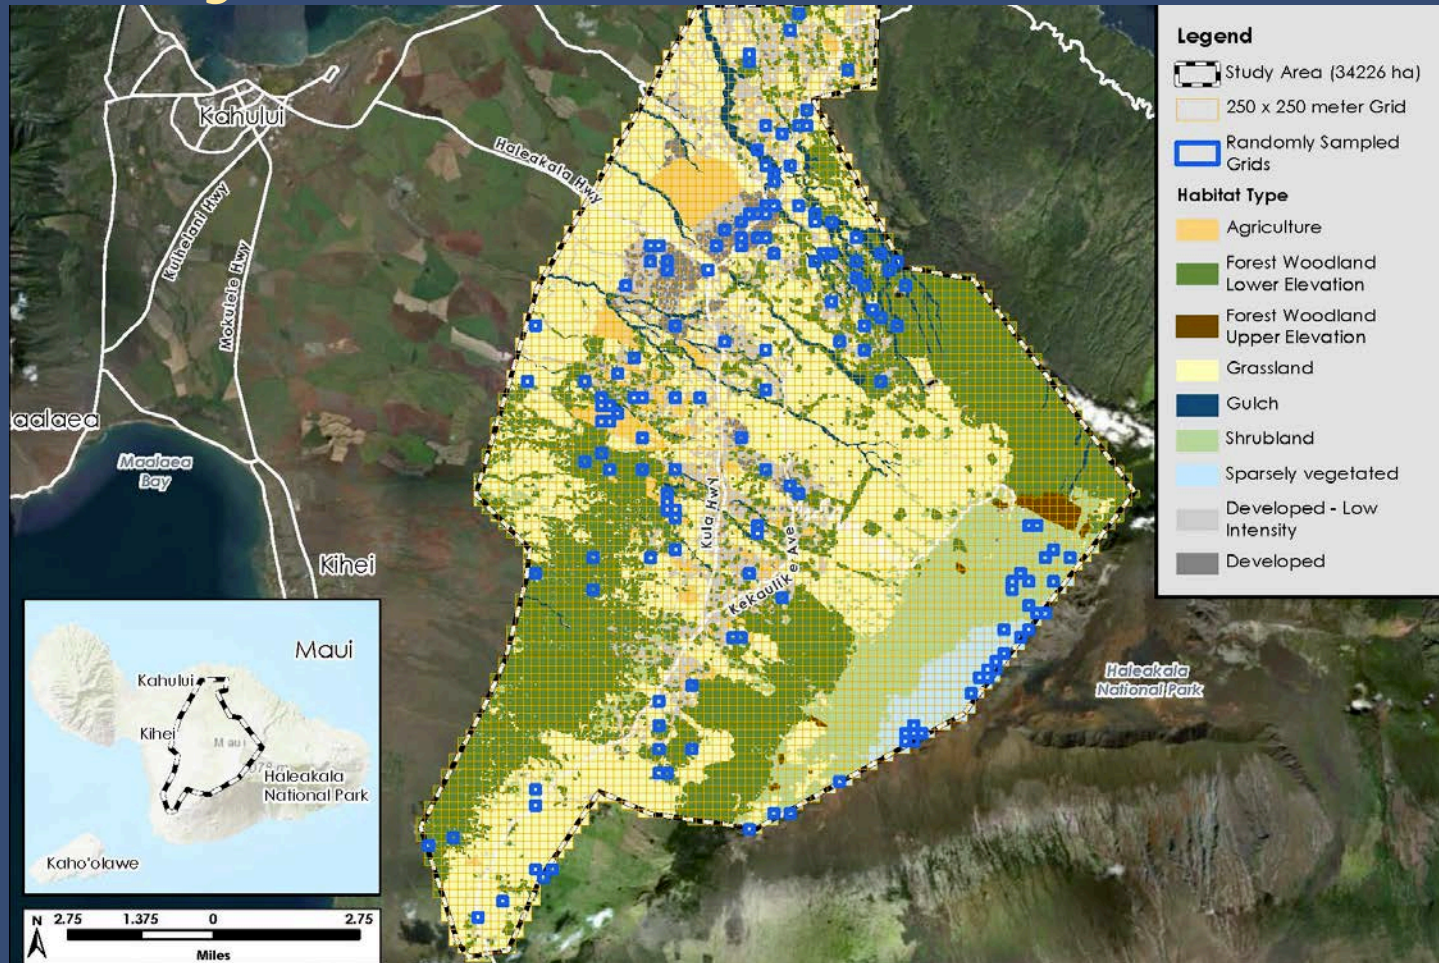 Kahului
Haleakala Hwy
Kuihelani Hwy
Mokulele Hwy
aalaea
Maalaea
Bay
Kihei
Kula Hwy
Kekaulike Ave
Haleakala
National Park
Legend
Study Area (34226 ha)
250 x 250 meter Grid
Randomly Sampled
Grids
Habitat Type
Agriculture
Forest Woodland
Lower Elevation
Forest Woodland
Upper Elevation
Grassland
Gulch
Shrubland
Sparsely vegetated
Developed - Low
Intensity
Developed
Maui
Kahului
Kihei
Maui
Haleakala
National Park
Kaho'olawe
N 2.75 1.375 0 2.75
Miles